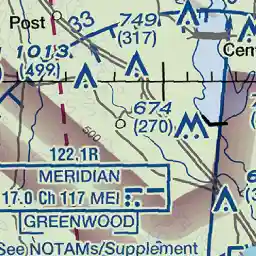 Post
33
749
(317)
1013
(499)
Cen
674
(270)
500
122.1R
MERIDIAN
17.0 Ch 117 MEI
GREENWOOD
See NOTAMs/Supplement